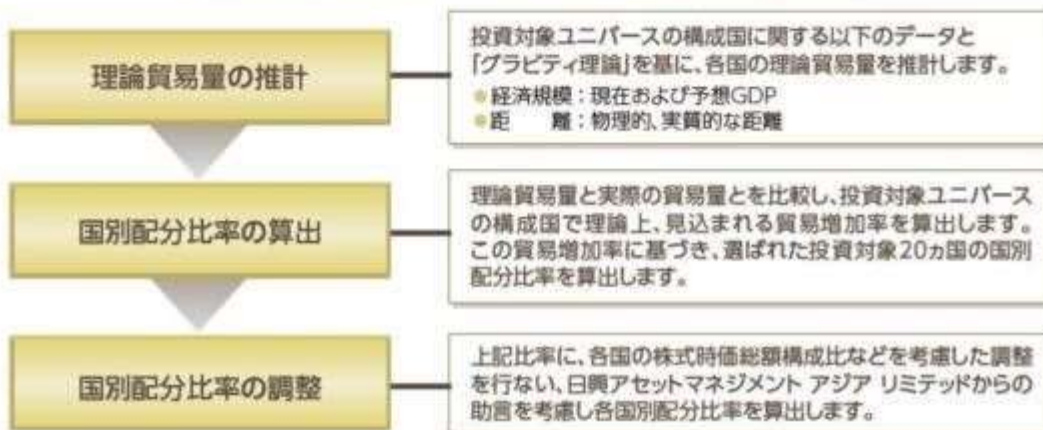 理論貿易量の推計
投資対象ユニバースの構成国に関する以下のデータと
「グラビティ理論」を基に、各国の理論貿易量を推計します。
●経済規模：現在および予想GDP
●距　　離：物理的、実質的な距離
国別配分比率の算出
理論貿易量と実際の貿易量とを比較し、投資対象ユニバース
の構成国で理論上、見込まれる貿易増加率を算出します。
この貿易増加率に基づき、選ばれた投資対象20ヵ国の国別
配分比率を算出します。
国別配分比率の調整
上記比率に、各国の株式時価総額構成比などを考慮した調整
を行ない、日興アセットマネジメント アジア リミテッドからの
助言を考慮し各国別配分比率を算出します。